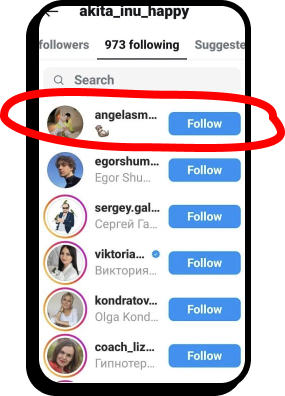 akita_inu_happy
followers 973 following Suggeste
Search
angelasm...
Follow
egorshum...
Egor Shu...
Follow
sergey.gal...
Сергей Га...
Follow
viktoria...
Виктория...
Follow
kondratov...
Olga Kond...
Follow
coach_liz...
Гипнотер...
Follow